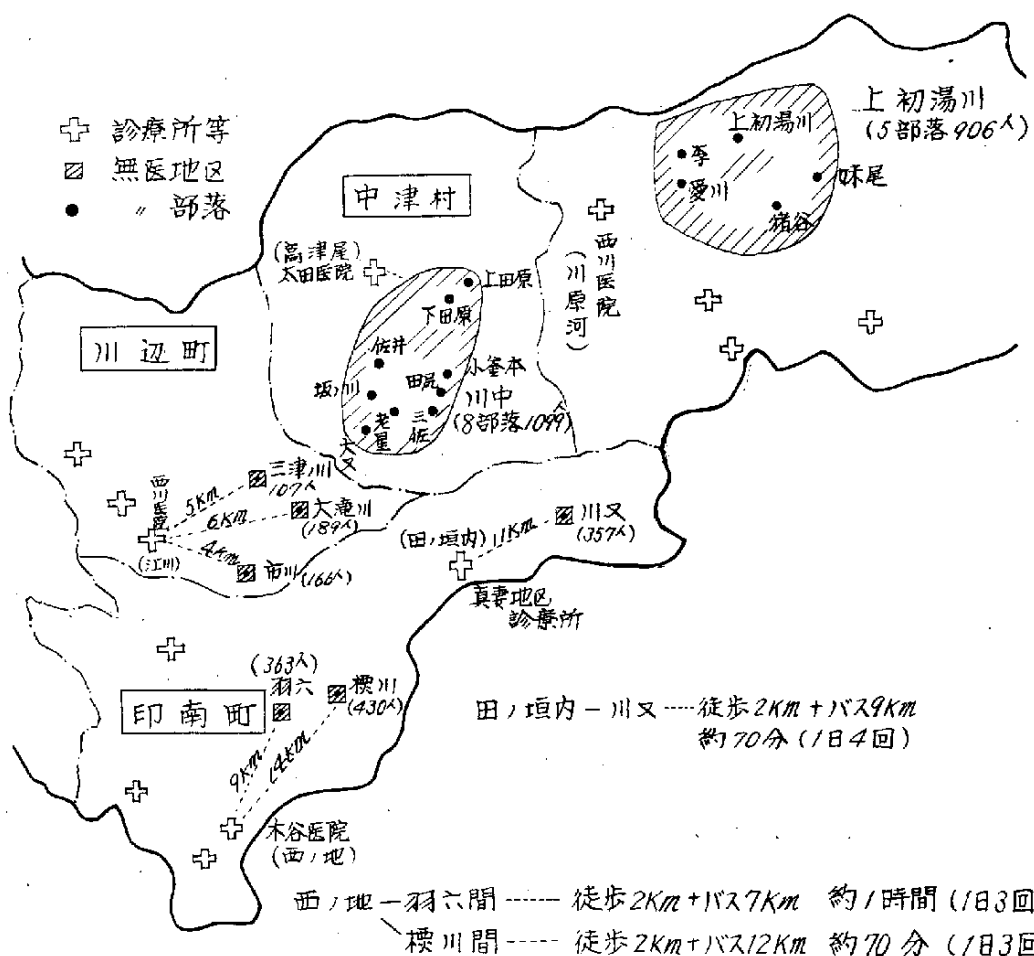 診療所等
無医地区
〃 部落
中津村
上初湯川
(5部落906人)
上初湯川
李
愛川
妹尾
猪谷
西川医院
(川原河)
(高津尾)
太田医院
上田原
下田原
佐井
小釜本
田尻
坂ノ川
川中
(8部落1099人)
老星
三佐
大又
川辺町
西川医院
(江川)
5Km
三津川
107人
6Km
大滝川
(189人)
4Km
市川
(166人)
(田ノ垣内)
11Km
川又
(357人)
真妻地区
診療所
印南町
(363人)
羽六
樮川
(430人)
9Km
14Km
木谷医院
(西ノ地)
田ノ垣内－川又……徒歩2Km＋バス9Km
約70分(1日4回)
西ノ地－羽六間……徒歩2Km＋バス7Km 約1時間(1日3回
樮川間……徒歩2Km＋バス12Km 約70分(1日3回